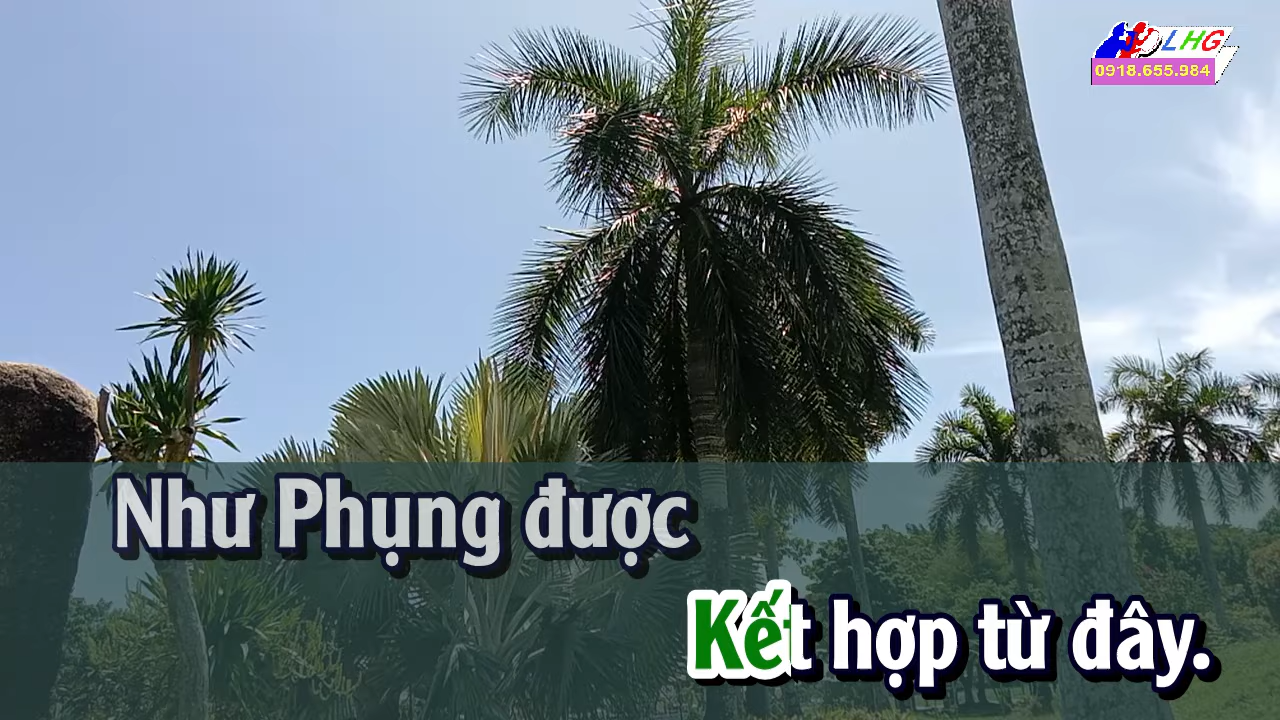 LHG
0918.655.984
Như Phụng được
Kết hợp từ đây.